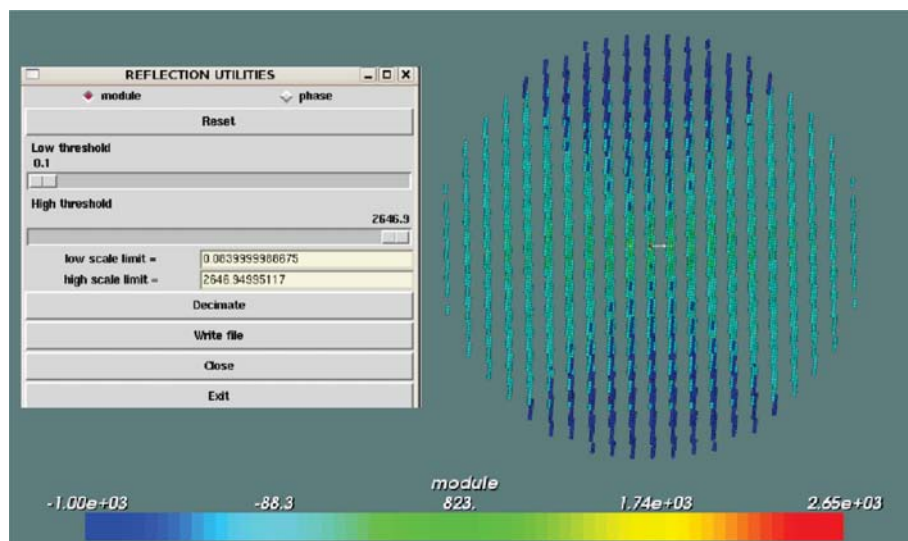 REFLECTION UTILITIES
module
phase
Reset
Low threshold
0.1
High threshold
2646.9
low scale limit =
0.0839999988675
high scale limit =
2646.94995117
Decimate
Write file
Close
Exit
module
-1.00e+03 -88.3 823. 1.74e+03 2.65e+03